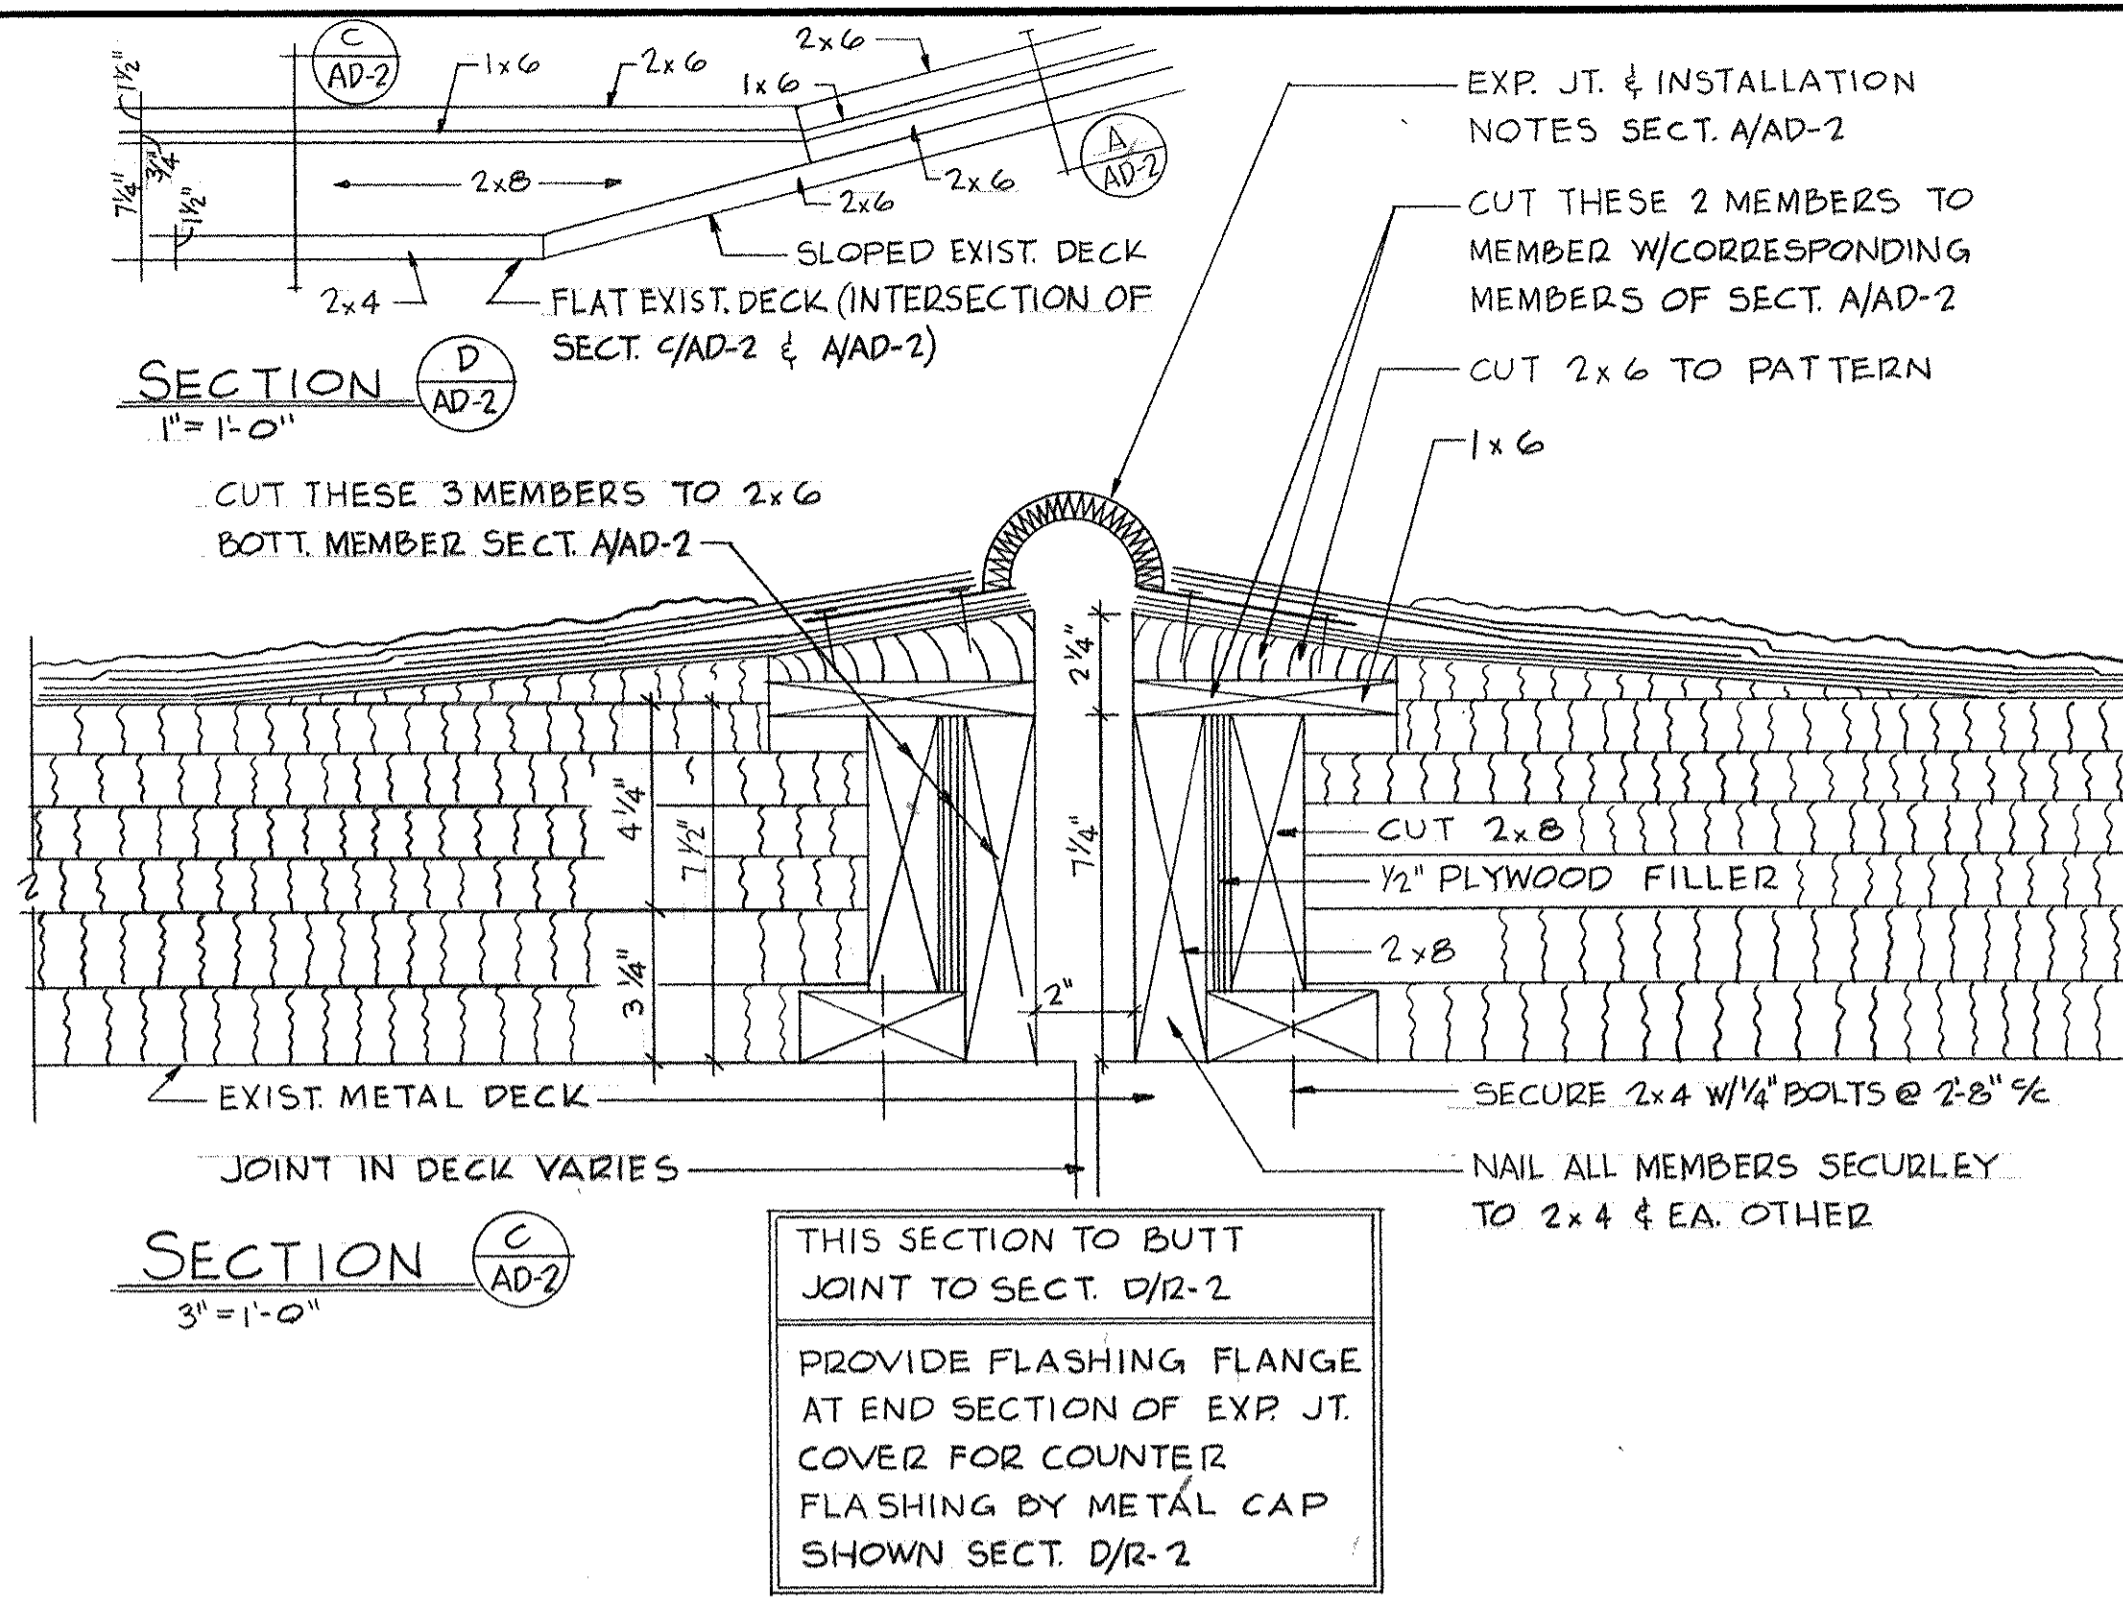 C
AD-2
1x6
2x6
2x6
1x6
1½"
3/4"
7¼"
1½"
2x8
2x6
2x6
A
AD-2
SLOPED EXIST. DECK
2x4
FLAT EXIST. DECK (INTERSECTION OF
SECT. C/AD-2 & A/AD-2)
SECTION
D
AD-2
1"=1'-0"
EXP. JT. & INSTALLATION
NOTES SECT. A/AD-2
CUT THESE 2 MEMBERS TO
MEMBER W/CORRESPONDING
MEMBERS OF SECT. A/AD-2
CUT 2x6 TO PATTERN
1x6
CUT THESE 3 MEMBERS TO 2x6
BOTT. MEMBER SECT. A/AD-2
2¼"
4¼"
7½"
7¼"
3¼"
2"
CUT 2x8
½" PLYWOOD FILLER
2x8
EXIST. METAL DECK
SECURE 2x4 W/¼" BOLTS @ 2'-8" c/c
JOINT IN DECK VARIES
NAIL ALL MEMBERS SECURLEY
TO 2x4 & EA. OTHER
SECTION
C
AD-2
3"=1'-0"
THIS SECTION TO BUTT
JOINT TO SECT. D/R-2
PROVIDE FLASHING FLANGE
AT END SECTION OF EXP. JT.
COVER FOR COUNTER
FLASHING BY METAL CAP
SHOWN SECT. D/R-2